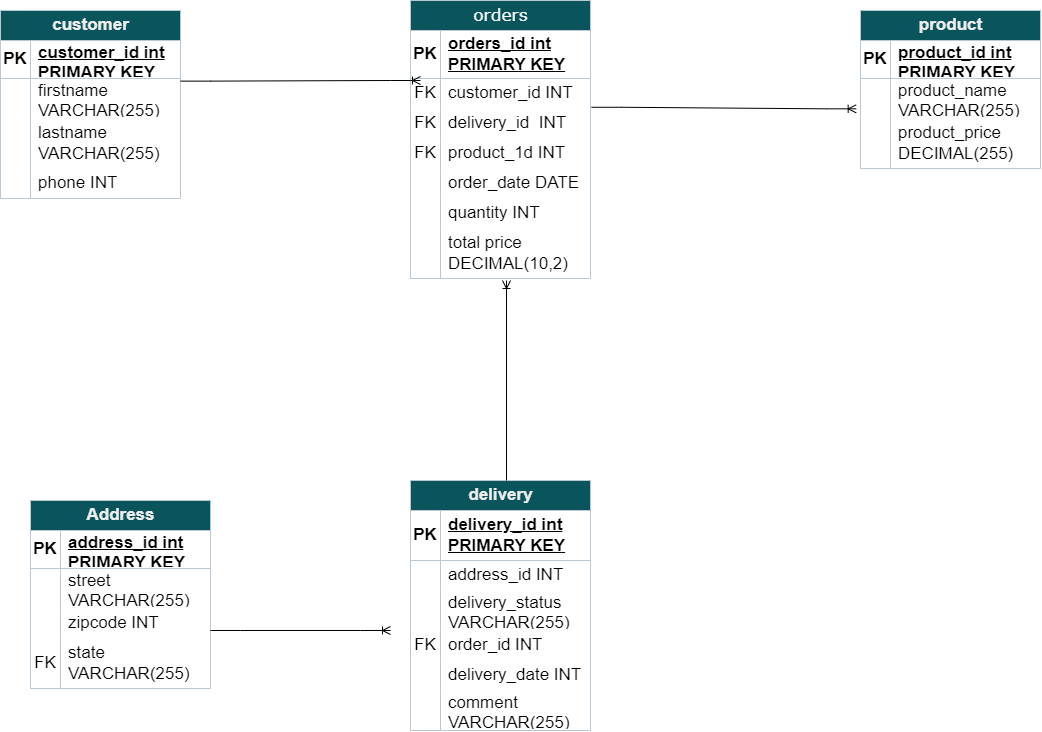 customer
PK customer_id int
PRIMARY KEY
firstname
VARCHAR(255)
lastname
VARCHAR(255)
phone INT
orders
PK orders_id int
PRIMARY KEY
FK customer_id INT
FK delivery_id INT
FK product_1d INT
order_date DATE
quantity INT
total price
DECIMAL(10,2)
product
PK product_id int
PRIMARY KEY
product_name
VARCHAR(255)
product_price
DECIMAL(255)
Address
PK address_id int
PRIMARY KEY
street
VARCHAR(255)
zipcode INT
FK state
VARCHAR(255)
delivery
PK delivery_id int
PRIMARY KEY
address_id INT
delivery_status
VARCHAR(255)
FK order_id INT
delivery_date INT
comment
VARCHAR(255)